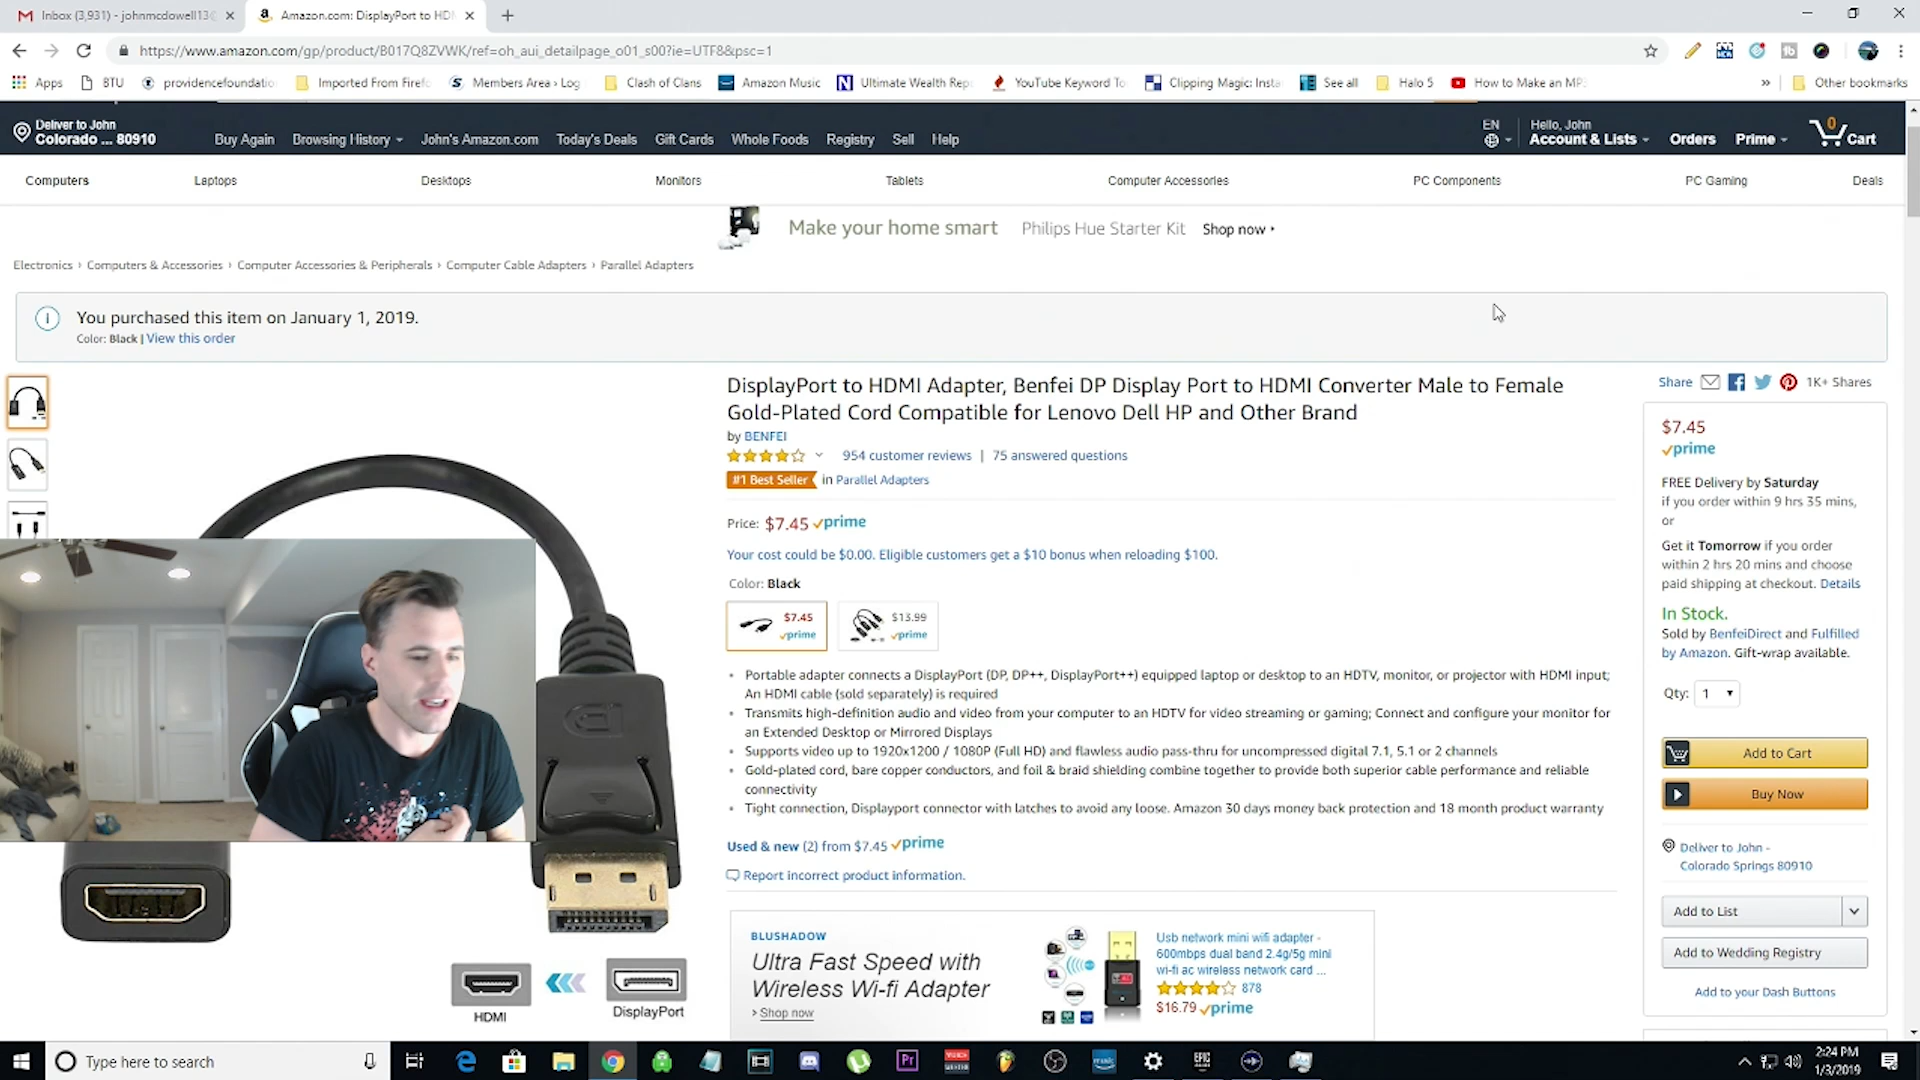 Inbox (3,931) - johnmcdowell13@
Amazon.com: DisplayPort to HD
https://www.amazon.com/gp/product/B017Q8ZVWK/ref=oh_aui_detailpage_o01_s00?ie=UTF8&psc=1
Apps BTU providencefoundatio Imported From Firef Members Area › Log Clash of Clans Amazon Music Ultimate Wealth Rep YouTube Keyword To Clipping Magic: Insta See all Halo 5 How to Make an MP3 » Other bookmarks
Deliver to John
Colorado ... 80910
Buy Again Browsing History John's Amazon.com Today's Deals Gift Cards Whole Foods Registry Sell Help
EN
Hello, John
Account & Lists
Orders
Prime
0
Cart
Computers Laptops Desktops Monitors Tablets Computer Accessories PC Components PC Gaming Deals
Make your home smart Philips Hue Starter Kit Shop now ›
Electronics › Computers & Accessories › Computer Accessories & Peripherals › Computer Cable Adapters › Parallel Adapters
You purchased this item on January 1, 2019.
Color: Black | View this order
DisplayPort to HDMI Adapter, Benfei DP Display Port to HDMI Converter Male to Female
Gold-Plated Cord Compatible for Lenovo Dell HP and Other Brand
by BENFEI
954 customer reviews | 75 answered questions
#1 Best Seller in Parallel Adapters
Price: $7.45 prime
Your cost could be $0.00. Eligible customers get a $10 bonus when reloading $100.
Color: Black
$7.45
prime
$13.99
prime
• Portable adapter connects a DisplayPort (DP, DP++, DisplayPort++) equipped laptop or desktop to an HDTV, monitor, or projector with HDMI input;
An HDMI cable (sold separately) is required
• Transmits high-definition audio and video from your computer to an HDTV for video streaming or gaming; Connect and configure your monitor for
an Extended Desktop or Mirrored Displays
• Supports video up to 1920x1200 / 1080P (Full HD) and flawless audio pass-thru for uncompressed digital 7.1, 5.1 or 2 channels
• Gold-plated cord, bare copper conductors, and foil & braid shielding combine together to provide both superior cable performance and reliable
connectivity
• Tight connection, Displayport connector with latches to avoid any loose. Amazon 30 days money back protection and 18 month product warranty
Used & new (2) from $7.45 prime
Report incorrect product information.
HDMI
DisplayPort
BLUSHADOW
Ultra Fast Speed with
Wireless Wi-fi Adapter
› Shop now
Usb network mini wifi adapter -
600mbps dual band 2.4g/5g mini
wi-fi ac wireless network card ...
878
$16.79 prime
Share 1K+ Shares
$7.45
prime
FREE Delivery by Saturday
if you order within 9 hrs 35 mins,
or
Get it Tomorrow if you order
within 2 hrs 20 mins and choose
paid shipping at checkout. Details
In Stock.
Sold by BenfeiDirect and Fulfilled
by Amazon. Gift-wrap available.
Qty: 1
Add to Cart
Buy Now
Deliver to John -
Colorado Springs 80910
Add to List
Add to Wedding Registry
Add to your Dash Buttons
Type here to search
Pr
EPIC
2:24 PM
1/3/2019